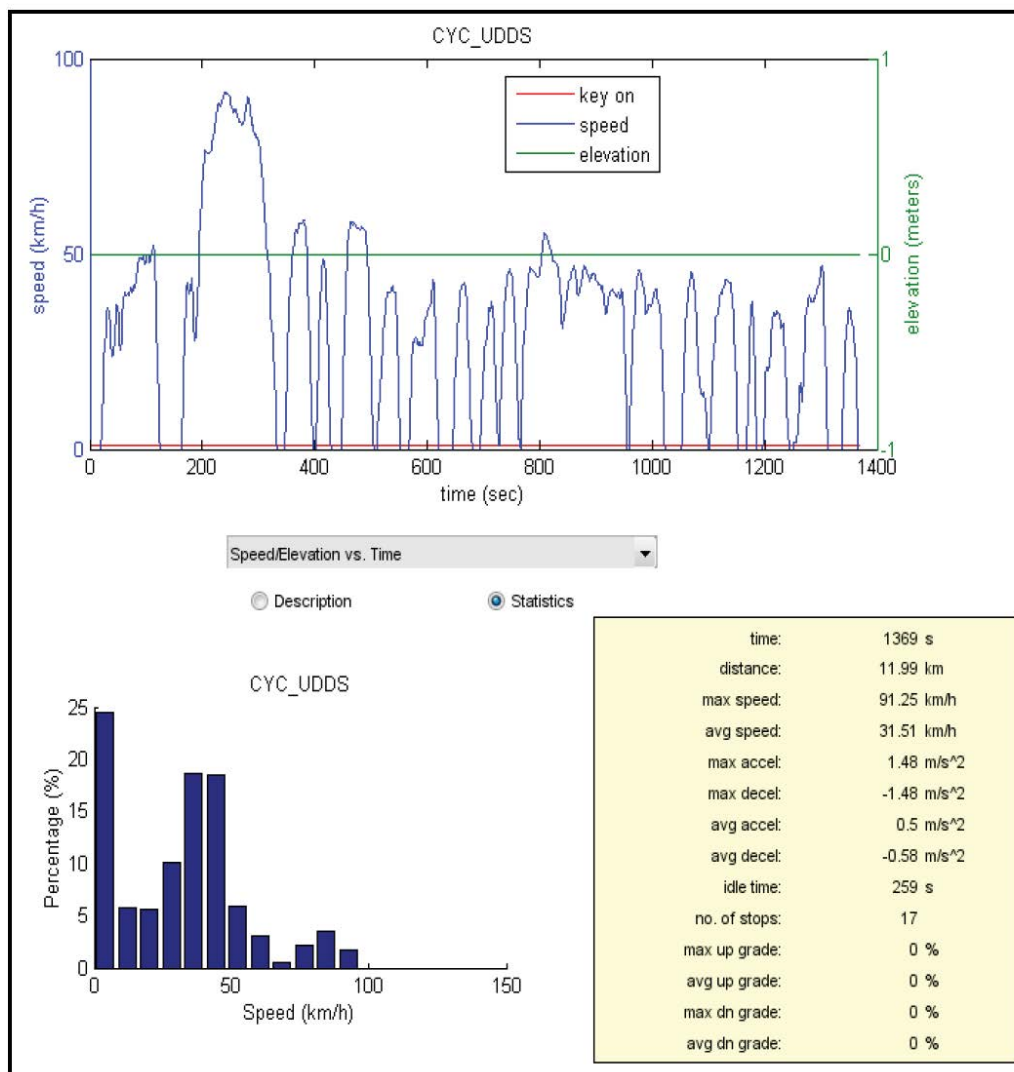 CYC_UDDS
100
50
0
speed (km/h)
key on
speed
elevation
1
0
-1
elevation (meters)
0 200 400 600 800 1000 1200 1400
time (sec)
Speed/Elevation vs. Time
Description Statistics
CYC_UDDS
25
20
15
10
5
0
Percentage (%)
0 50 100 150
Speed (km/h)
time: 1369 s
distance: 11.99 km
max speed: 91.25 km/h
avg speed: 31.51 km/h
max accel: 1.48 m/s^2
max decel: -1.48 m/s^2
avg accel: 0.5 m/s^2
avg decel: -0.58 m/s^2
idle time: 259 s
no. of stops: 17
max up grade: 0 %
avg up grade: 0 %
max dn grade: 0 %
avg dn grade: 0 %